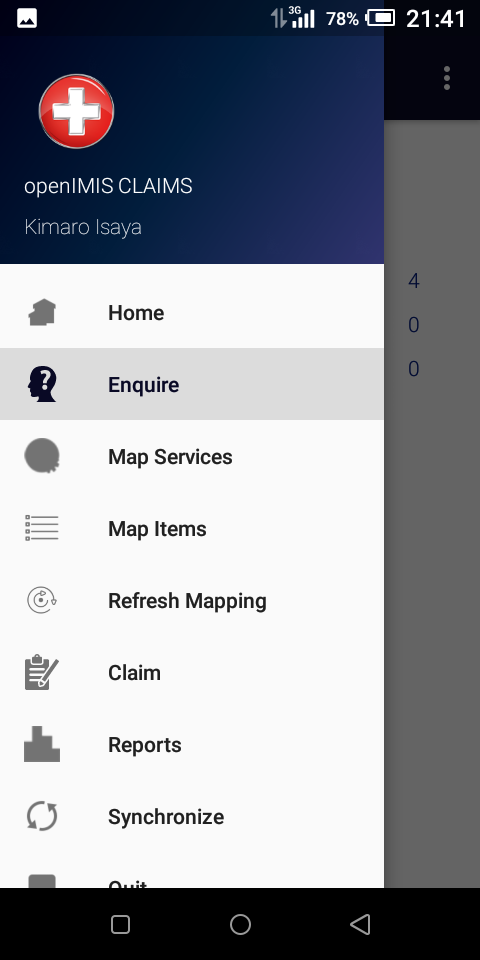 3G 78% 21:41
openIMIS CLAIMS
Kimaro Isaya
4
0
0
Home
Enquire
Map Services
Map Items
Refresh Mapping
Claim
Reports
Synchronize
Quit